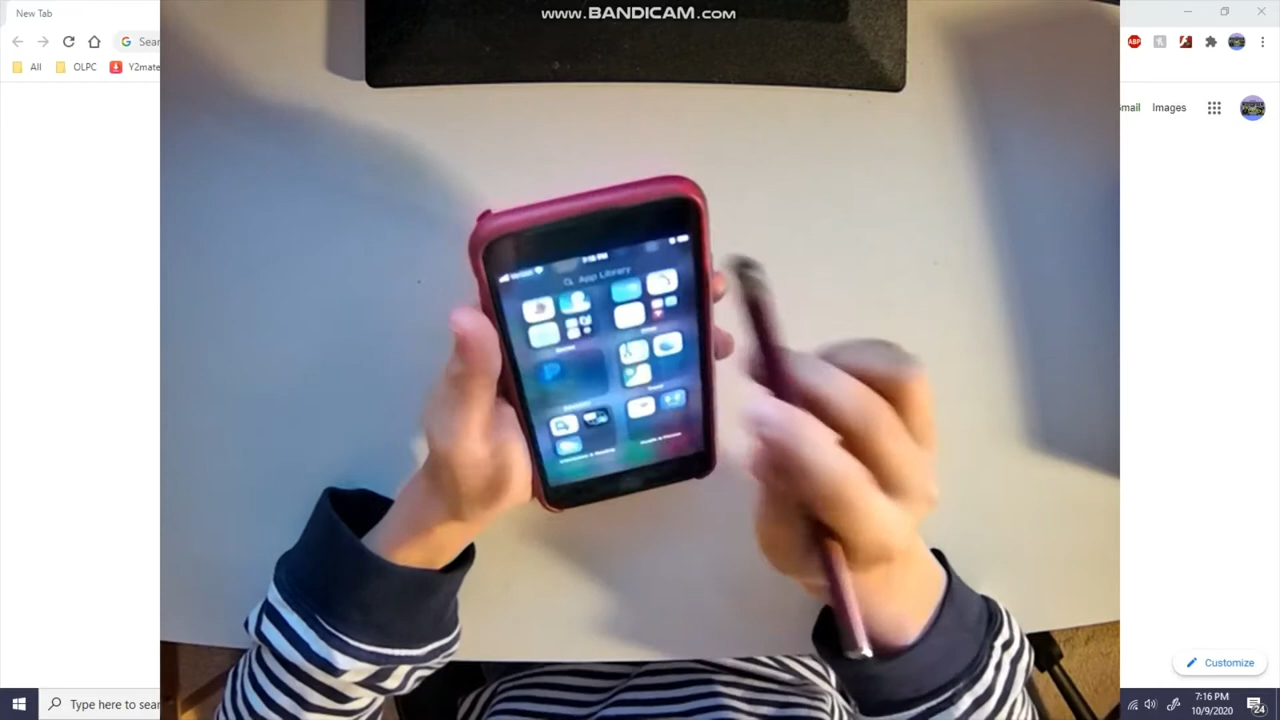 www.BANDICAM.com
New Tab
Sear
All
OLPC
Y2mate
ABP
mail
Images
App Library
Customize
Type here to sear
7:16 PM
10/9/2020
24